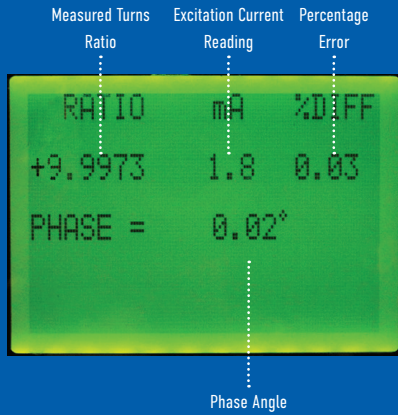 Measured Turns Ratio
Excitation Current Reading
Percentage Error
RATIO mA %DIFF
+9.9973 1.8 0.03
PHASE = 0.02°
Phase Angle